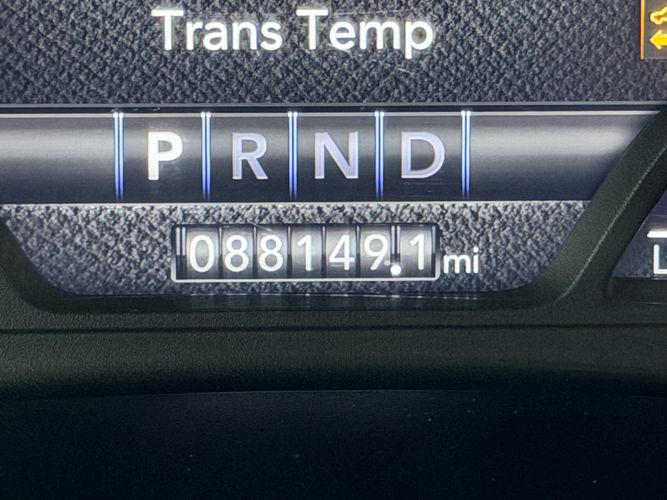 Trans Temp
P R N D
088149.1 mi
L